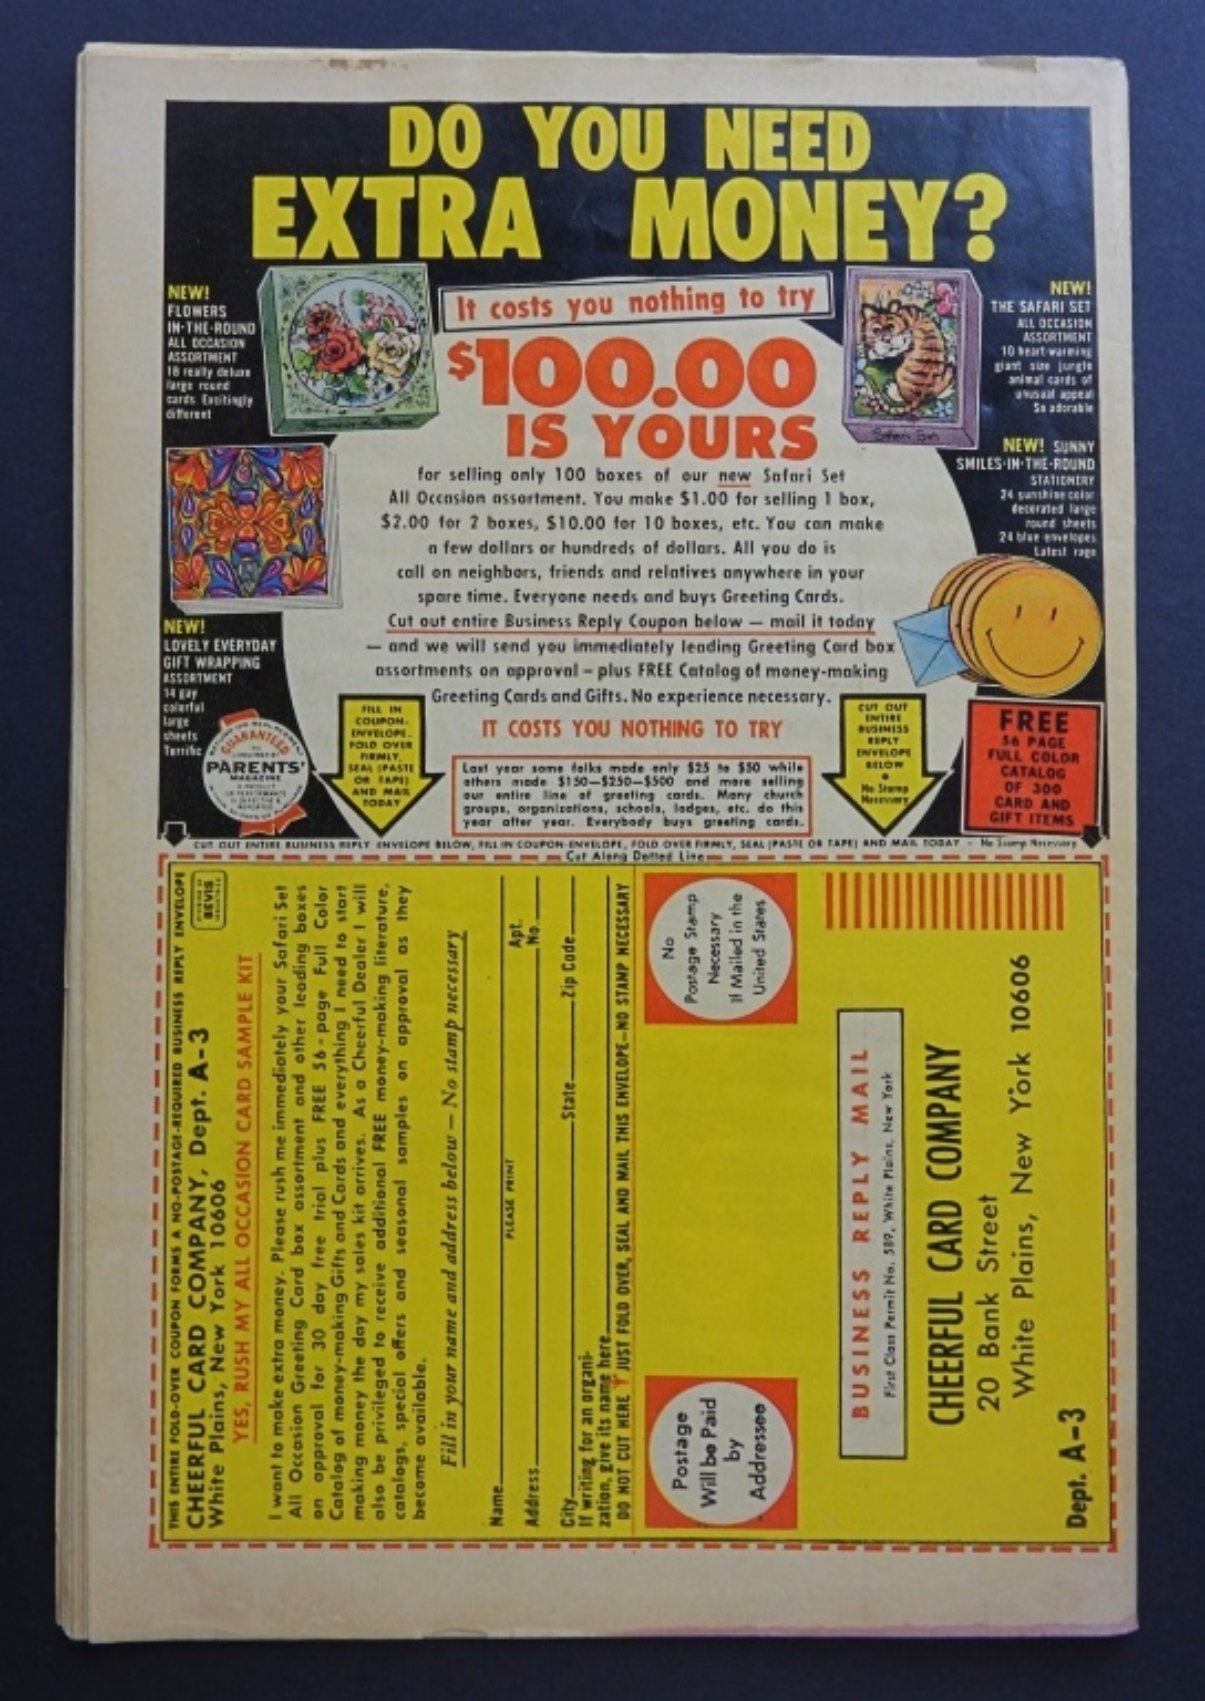 DO YOU NEED
EXTRA MONEY?
NEW!
FLOWERS
IN-THE-ROUND
ALL OCCASION
ASSORTMENT
18 really deluxe
large round
cards. Excitingly
different
It costs you nothing to try
$100.00
IS YOURS
NEW!
THE SAFARI SET
ALL OCCASION
ASSORTMENT
10 heart-warming
giant size jungle
animal cards of
unusual appeal
So adorable
Safari Set
for selling only 100 boxes of our new Safari Set
All Occasion assortment. You make $1.00 for selling 1 box,
$2.00 for 2 boxes, $10.00 for 10 boxes, etc. You can make
a few dollars or hundreds of dollars. All you do is
call on neighbors, friends and relatives anywhere in your
spare time. Everyone needs and buys Greeting Cards.
Cut out entire Business Reply Coupon below — mail it today
— and we will send you immediately leading Greeting Card box
assortments on approval – plus FREE Catalog of money-making
Greeting Cards and Gifts. No experience necessary.
NEW! SUNNY
SMILES-IN-THE-ROUND
STATIONERY
24 sunshine color
decorated large
round sheets
24 blue envelopes
Latest rage
NEW!
LOVELY EVERYDAY
GIFT WRAPPING
ASSORTMENT
14 gay
colorful
large
sheets
Terrific
GUARANTEED
PARENTS'
MAGAZINE
FILL IN
COUPON-
ENVELOPE.
FOLD OVER
FIRMLY,
SEAL (PASTE
OR TAPE)
AND MAIL
TODAY
IT COSTS YOU NOTHING TO TRY
Last year some folks made only $25 to $50 while
others made $150—$250—$500 and more selling
our entire line of greeting cards. Many church
groups, organizations, schools, lodges, etc. do this
year after year. Everybody buys greeting cards.
CUT OUT
ENTIRE
BUSINESS
REPLY
ENVELOPE
BELOW
•
No Stamp
Necessary
FREE
56 PAGE
FULL COLOR
CATALOG
OF 300
CARD AND
GIFT ITEMS
CUT OUT ENTIRE BUSINESS REPLY ENVELOPE BELOW, FILL IN COUPON-ENVELOPE, FOLD OVER FIRMLY, SEAL (PASTE OR TAPE) AND MAIL TODAY – No Stamp Necessary
Cut Along Dotted Line
THIS ENTIRE FOLD-OVER COUPON FORMS A NO-POSTAGE-REQUIRED BUSINESS REPLY ENVELOPE
CHEERFUL CARD COMPANY, Dept. A-3
White Plains, New York 10606
DIVISION OF
BEVIS
INDUSTRIES
YES, RUSH MY ALL OCCASION CARD SAMPLE KIT
I want to make extra money. Please rush me immediately your Safari Set
All Occasion Greeting Card box assortment and other leading boxes
on approval for 30 day free trial plus FREE 56-page Full Color
Catalog of money-making Gifts and Cards and everything I need to start
making money the day my sales kit arrives. As a Cheerful Dealer I will
also be privileged to receive additional FREE money-making literature,
catalogs, special offers and seasonal samples on approval as they
become available.
Fill in your name and address below — No stamp necessary
Name
PLEASE PRINT
Address Apt. No.
City State Zip Code
If writing for an organi-
zation, give its name here
DO NOT CUT HERE JUST FOLD OVER, SEAL AND MAIL THIS ENVELOPE—NO STAMP NECESSARY
No
Postage Stamp
Necessary
If Mailed in the
United States
Postage
Will be Paid
by
Addressee
BUSINESS REPLY MAIL
First Class Permit No. 589, White Plains, New York
CHEERFUL CARD COMPANY
20 Bank Street
White Plains, New York 10606
Dept. A-3